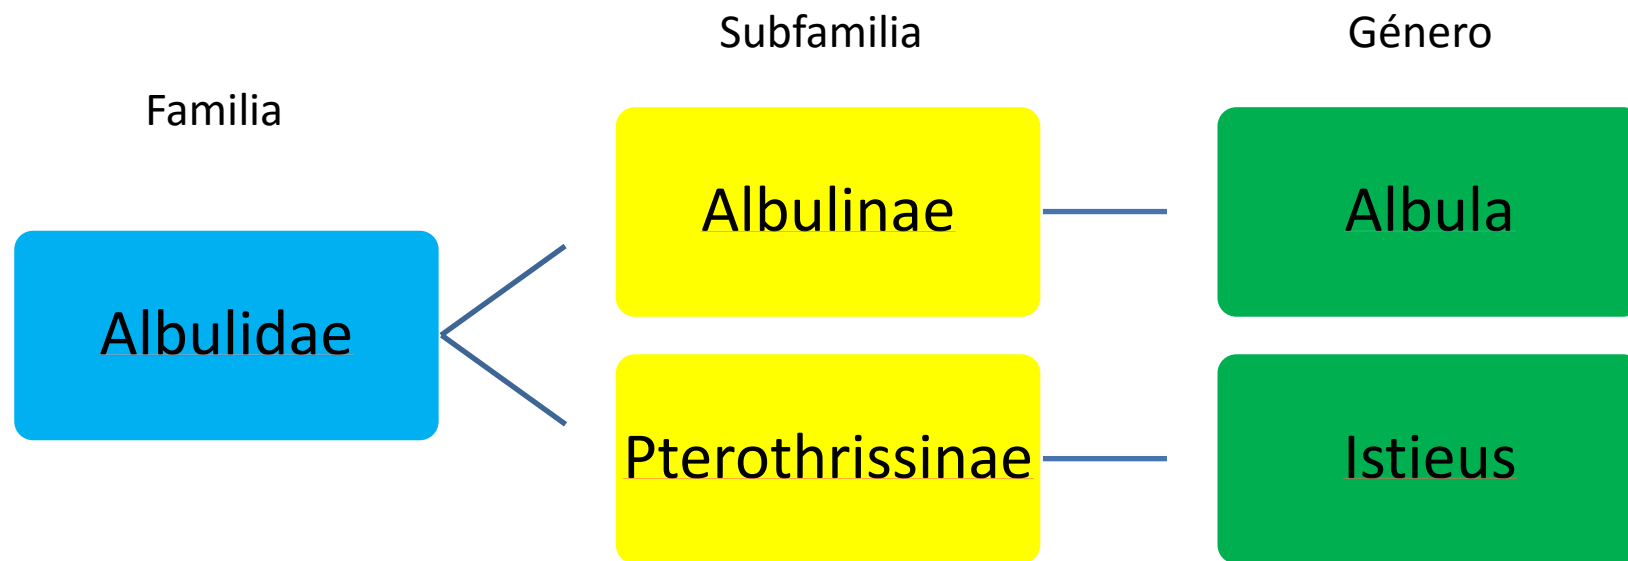 Subfamilia
Género
Familia
Albulinae
Albula
Albulidae
Pterothrissinae
Istieus